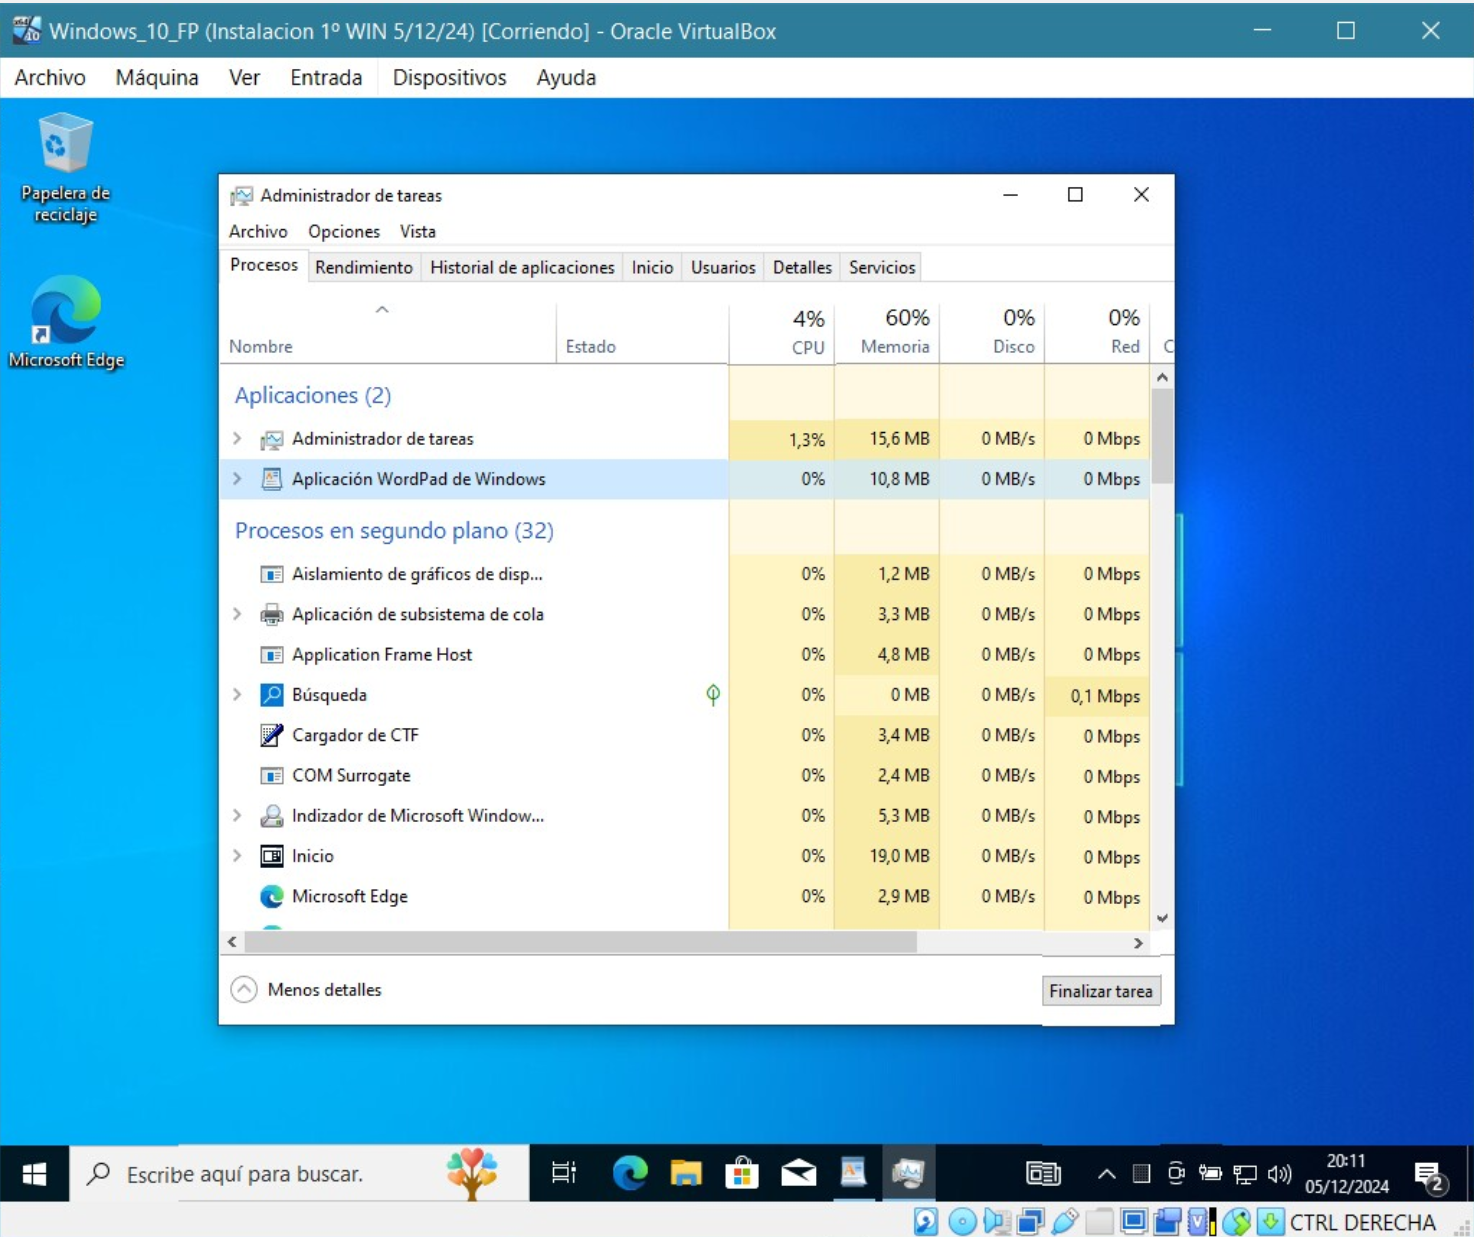 Windows_10_FP (Instalacion 1º WIN 5/12/24) [Corriendo] - Oracle VirtualBox
Archivo Máquina Ver Entrada Dispositivos Ayuda
Papelera de
reciclaje
Microsoft Edge
Administrador de tareas
Archivo Opciones Vista
Procesos Rendimiento Historial de aplicaciones Inicio Usuarios Detalles Servicios
4% 60% 0% 0%
Nombre Estado CPU Memoria Disco Red C
Aplicaciones (2)
Administrador de tareas 1,3% 15,6 MB 0 MB/s 0 Mbps
Aplicación WordPad de Windows 0% 10,8 MB 0 MB/s 0 Mbps
Procesos en segundo plano (32)
Aislamiento de gráficos de disp... 0% 1,2 MB 0 MB/s 0 Mbps
Aplicación de subsistema de cola 0% 3,3 MB 0 MB/s 0 Mbps
Application Frame Host 0% 4,8 MB 0 MB/s 0 Mbps
Búsqueda 0% 0 MB 0 MB/s 0,1 Mbps
Cargador de CTF 0% 3,4 MB 0 MB/s 0 Mbps
COM Surrogate 0% 2,4 MB 0 MB/s 0 Mbps
Indizador de Microsoft Window... 0% 5,3 MB 0 MB/s 0 Mbps
Inicio 0% 19,0 MB 0 MB/s 0 Mbps
Microsoft Edge 0% 2,9 MB 0 MB/s 0 Mbps
Menos detalles Finalizar tarea
Escribe aquí para buscar.
20:11
05/12/2024
2
CTRL DERECHA